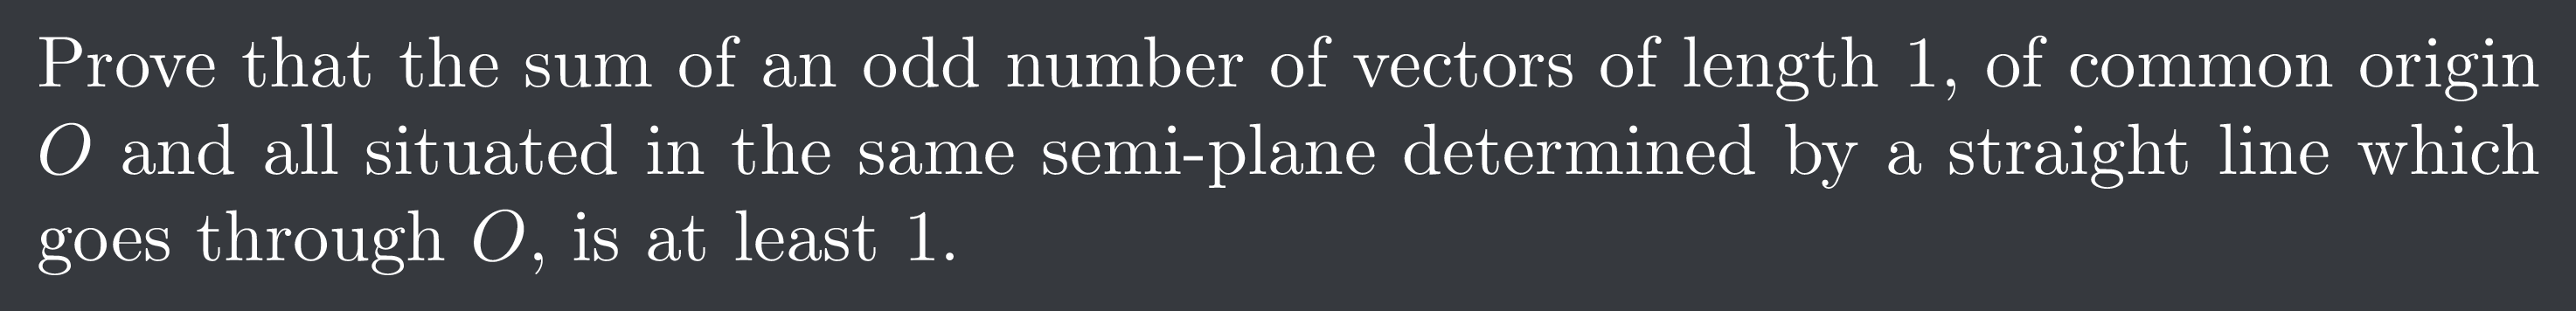 Prove that the sum of an odd number of vectors of length 1, of common origin
O and all situated in the same semi-plane determined by a straight line which
goes through O, is at least 1.